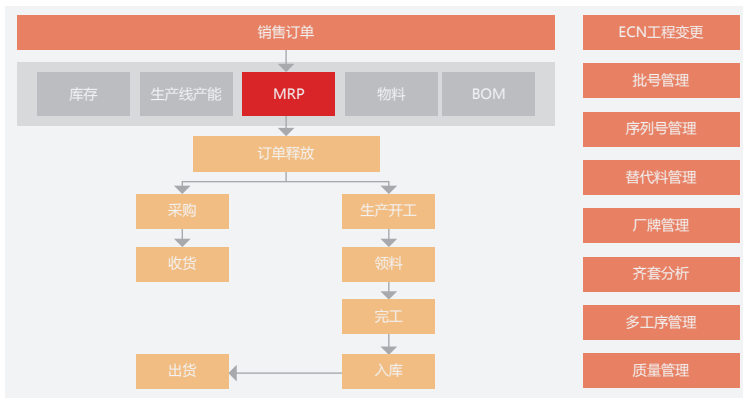 销售订单
库存
生产线产能
MRP
物料
BOM
订单释放
采购
生产开工
收货
领料
完工
出货
入库
ECN工程变更
批号管理
序列号管理
替代料管理
厂牌管理
齐套分析
多工序管理
质量管理